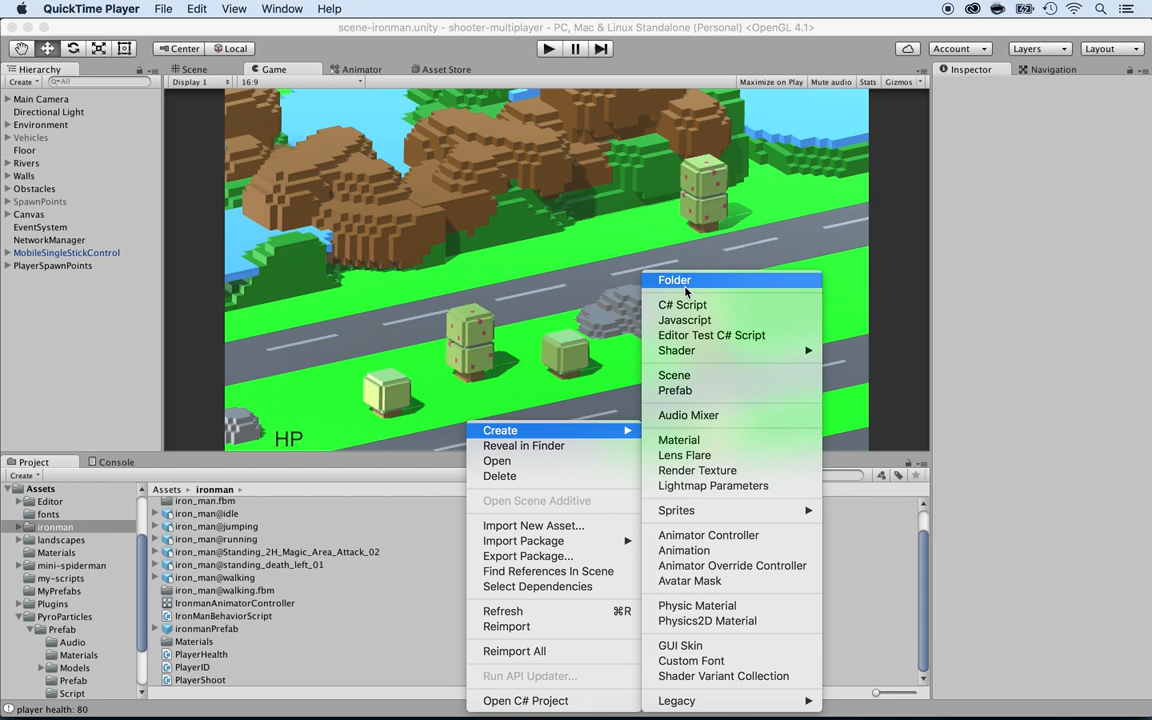 QuickTime Player File Edit View Window Help
scene-ironman.unity - shooter-multiplayer - PC, Mac & Linux Standalone (Personal) <OpenGL 4.1>
Center Local Account Layers Layout
Hierarchy Scene Game Animator Asset Store Inspector Navigation
Create All Display 1 16:9 Maximize on Play Mute audio Stats Gizmos
Main Camera
Directional Light
Environment
Vehicles
Floor
Rivers
Walls
Obstacles
SpawnPoints
Canvas
EventSystem
NetworkManager
MobileSingleStickControl
PlayerSpawnPoints
HP
Folder
C# Script
Javascript
Editor Test C# Script
Shader
Scene
Prefab
Audio Mixer
Material
Lens Flare
Render Texture
Lightmap Parameters
Sprites
Animator Controller
Animation
Animator Override Controller
Avatar Mask
Physic Material
Physics2D Material
GUI Skin
Custom Font
Shader Variant Collection
Legacy
Create
Reveal in Finder
Open
Delete
Open Scene Additive
Import New Asset...
Import Package
Export Package...
Find References In Scene
Select Dependencies
Refresh ⌘R
Reimport
Reimport All
Run API Updater...
Open C# Project
Project Console
Create
Assets
Editor
fonts
ironman
landscapes
Materials
mini-spiderman
my-scripts
MyPrefabs
Plugins
PyroParticles
Prefab
Audio
Materials
Models
Prefab
Script
Assets ironman
iron_man.fbm
iron_man@idle
iron_man@jumping
iron_man@running
iron_man@Standing_2H_Magic_Area_Attack_02
iron_man@standing_death_left_01
iron_man@walking
iron_man@walking.fbm
IronmanAnimatorController
IronManBehaviorScript
ironmanPrefab
Materials
PlayerHealth
PlayerID
PlayerShoot
player health: 80